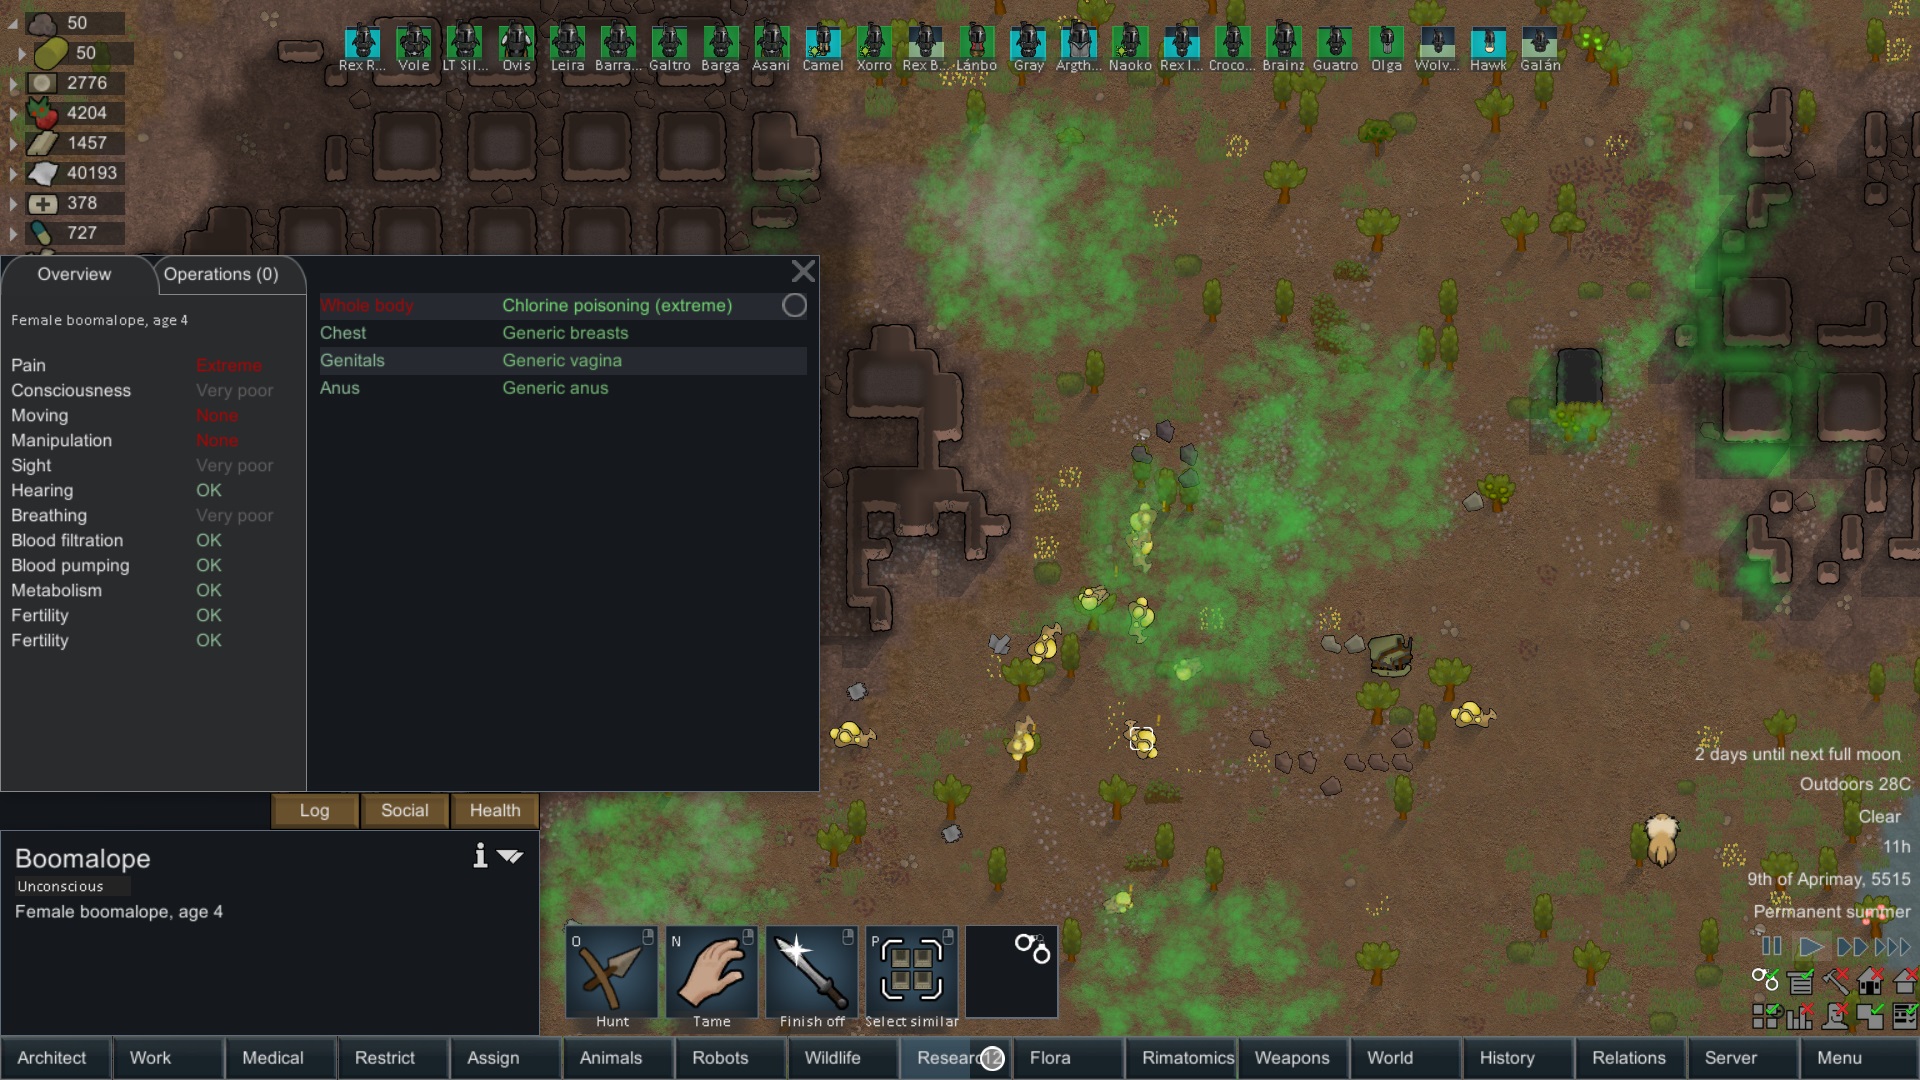 50
50
2776
4204
1457
40193
378
727
Rex R... Vole LT Sil... Ovis Leira Barra... Galtro Barga Asani Camel Xorro Rex B... Lánbo Gray Argth... Naoko Rex I... Croco... Brainz Guatro Olga Wolv... Hawk Galán
Overview Operations (0)
Female boomalope, age 4
Pain Extreme
Consciousness Very poor
Moving None
Manipulation None
Sight Very poor
Hearing OK
Breathing Very poor
Blood filtration OK
Blood pumping OK
Metabolism OK
Fertility OK
Fertility OK
Whole body Chlorine poisoning (extreme)
Chest Generic breasts
Genitals Generic vagina
Anus Generic anus
Log Social Health
Boomalope
Unconscious
Female boomalope, age 4
O N P
Hunt Tame Finish off Select similar
2 days until next full moon
Outdoors 28C
Clear
11h
9th of Aprimay, 5515
Permanent summer
Architect Work Medical Restrict Assign Animals Robots Wildlife Researc 12 Flora Rimatomics Weapons World History Relations Server Menu